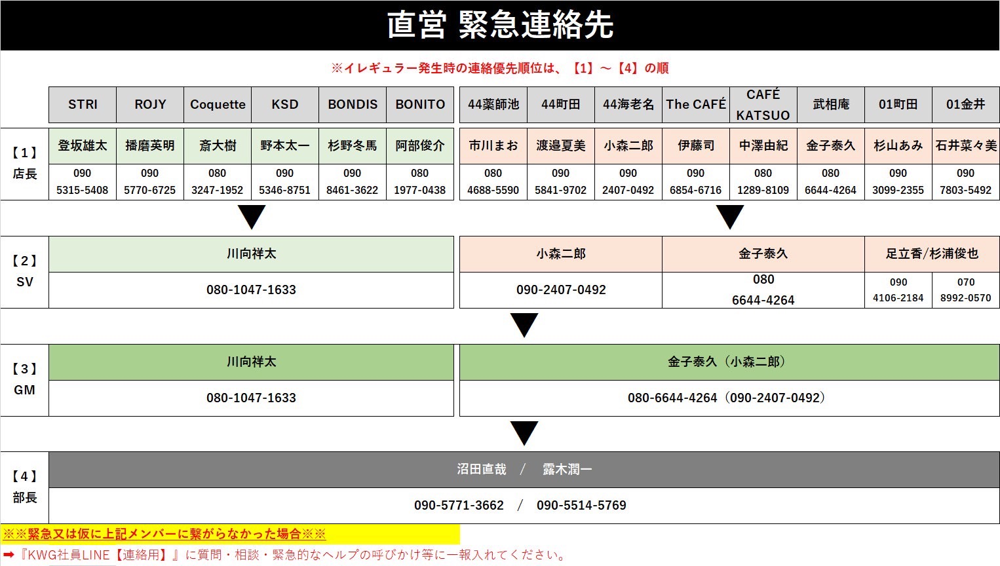 直営 緊急連絡先
※イレギュラー発生時の連絡優先順位は、【1】～【4】の順
STRI ROJY Coquette KSD BONDIS BONITO 44薬師池 44町田 44海老名 The CAFÉ CAFÉ KATSUO 武相庵 01町田 01金井
【1】
店長
登坂雄太 播磨英明 斎大樹 野本太一 杉野冬馬 阿部俊介 市川まお 渡邉夏美 小森二郎 伊藤司 中澤由紀 金子泰久 杉山あみ 石井菜々美
090 090 080 090 090 080 080 090 090 090 080 080 090 090
5315-5408 5770-6725 3247-1952 5346-8751 8461-3622 1977-0438 4688-5590 5841-9702 2407-0492 6854-6716 1289-8109 6644-4264 3099-2355 7803-5492
▼ ▼
【2】
SV
川向祥太 小森二郎 金子泰久 足立香/杉浦俊也
080-1047-1633 090-2407-0492 080 6644-4264 090 4106-2184 070 8992-0570
▼
【3】
GM
川向祥太 金子泰久（小森二郎）
080-1047-1633 080-6644-4264（090-2407-0492）
▼
【4】
部長
沼田直哉 / 露木潤一
090-5771-3662 / 090-5514-5769
※※緊急又は仮に上記メンバーに繋がらなかった場合※※
➡『KWG社員LINE【連絡用】』に質問・相談・緊急的なヘルプの呼びかけ等に一報入れてください。